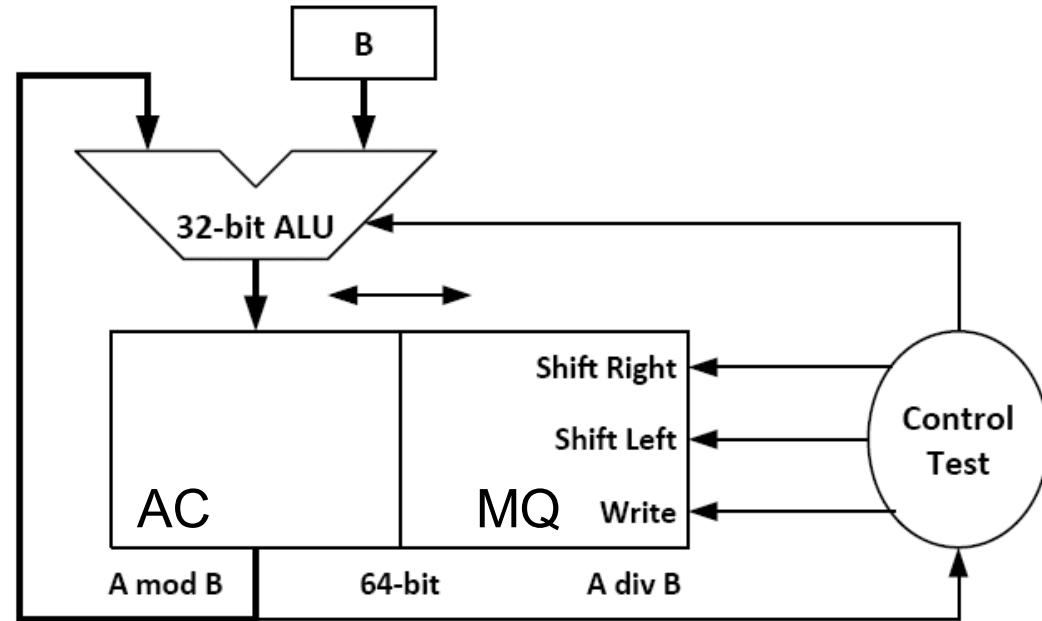 B
32-bit ALU
Shift Right
Shift Left
Control
Test
AC
MQ
Write
A mod B
64-bit
A div B